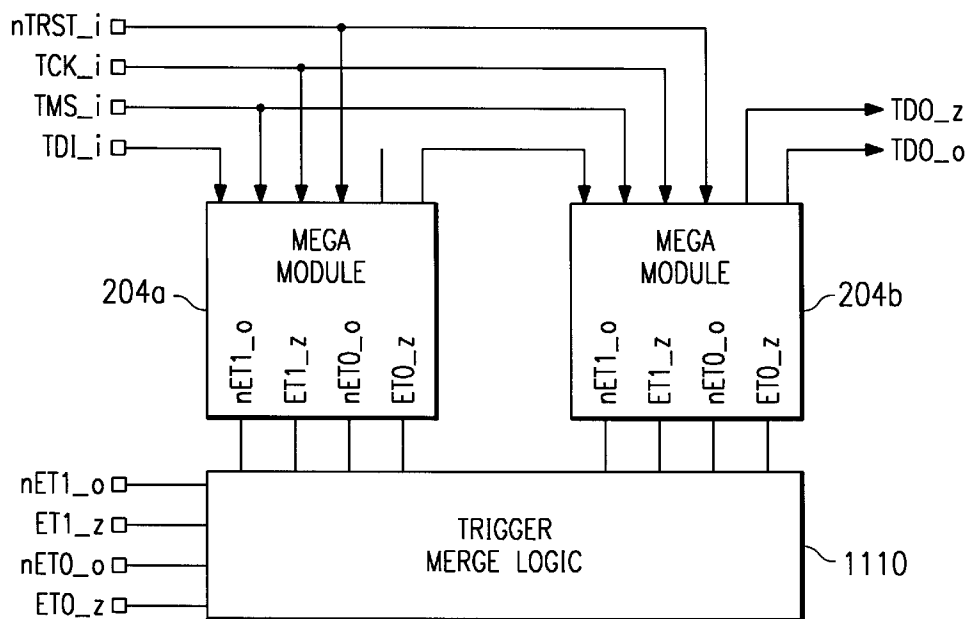 nTRST_i
TCK_i
TMS_i
TDI_i
TDO_z
TDO_o
MEGA
MODULE
204a
nET1_o
ET1_z
nET0_o
ET0_z
MEGA
MODULE
204b
nET1_o
ET1_z
nET0_o
ET0_z
nET1_o
ET1_z
nET0_o
ET0_z
TRIGGER
MERGE LOGIC
1110